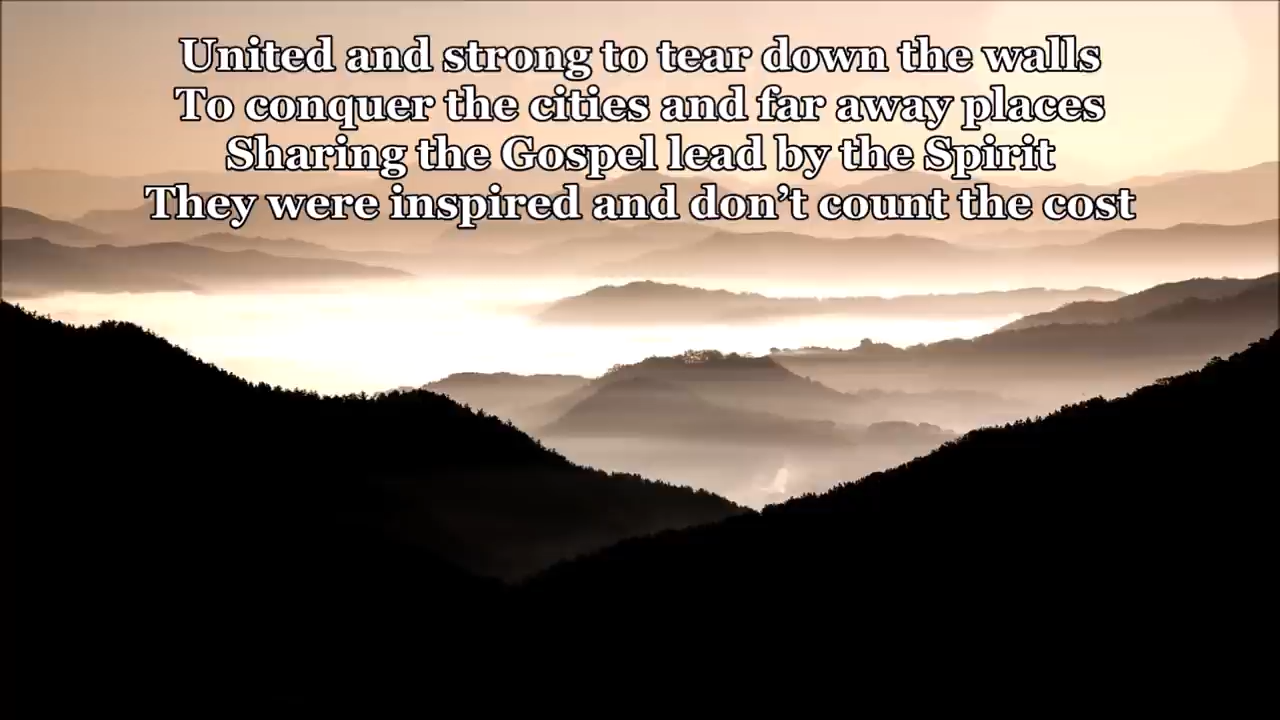 United and strong to tear down the walls
To conquer the cities and far away places
Sharing the Gospel lead by the Spirit
They were inspired and don’t count the cost